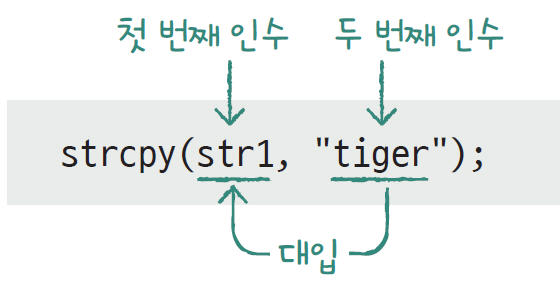 첫 번째 인수 두 번째 인수
strcpy(str1, "tiger");
대입